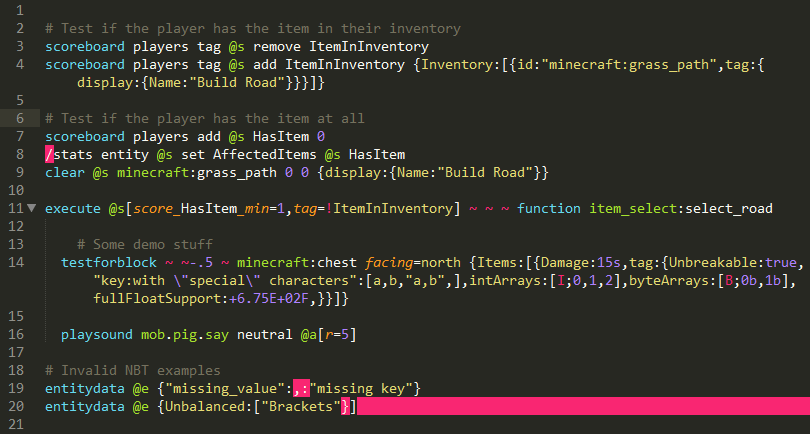 1
2 # Test if the player has the item in their inventory
3 scoreboard players tag @s remove ItemInInventory
4 scoreboard players tag @s add ItemInInventory {Inventory:[{id:"minecraft:grass_path",tag:{
display:{Name:"Build Road"}}}]}
5
6 # Test if the player has the item at all
7 scoreboard players add @s HasItem 0
8 /stats entity @s set AffectedItems @s HasItem
9 clear @s minecraft:grass_path 0 0 {display:{Name:"Build Road"}}
10
11 execute @s[score_HasItem_min=1,tag=!ItemInInventory] ~ ~ ~ function item_select:select_road
12
13 # Some demo stuff
14 testforblock ~ ~-.5 ~ minecraft:chest facing=north {Items:[{Damage:15s,tag:{Unbreakable:true,
"key:with \"special\" characters":[a,b,"a,b",],intArrays:[I;0,1,2],byteArrays:[B;0b,1b],
fullFloatSupport:+6.75E+02F,}}]}
15
16 playsound mob.pig.say neutral @a[r=5]
17
18 # Invalid NBT examples
19 entitydata @e {"missing_value":,:"missing key"}
20 entitydata @e {Unbalanced:["Brackets"}]
21